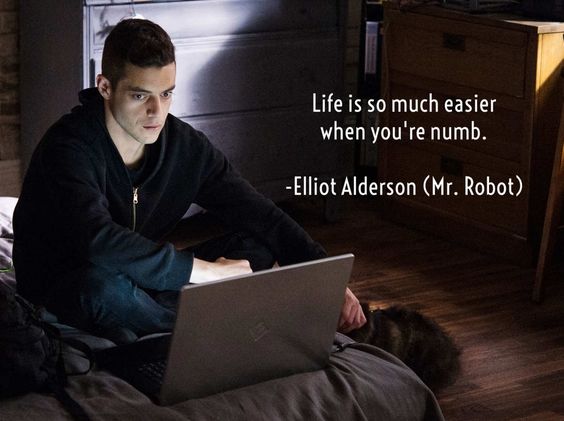 Life is so much easier
when you're numb.
-Elliot Alderson (Mr. Robot)